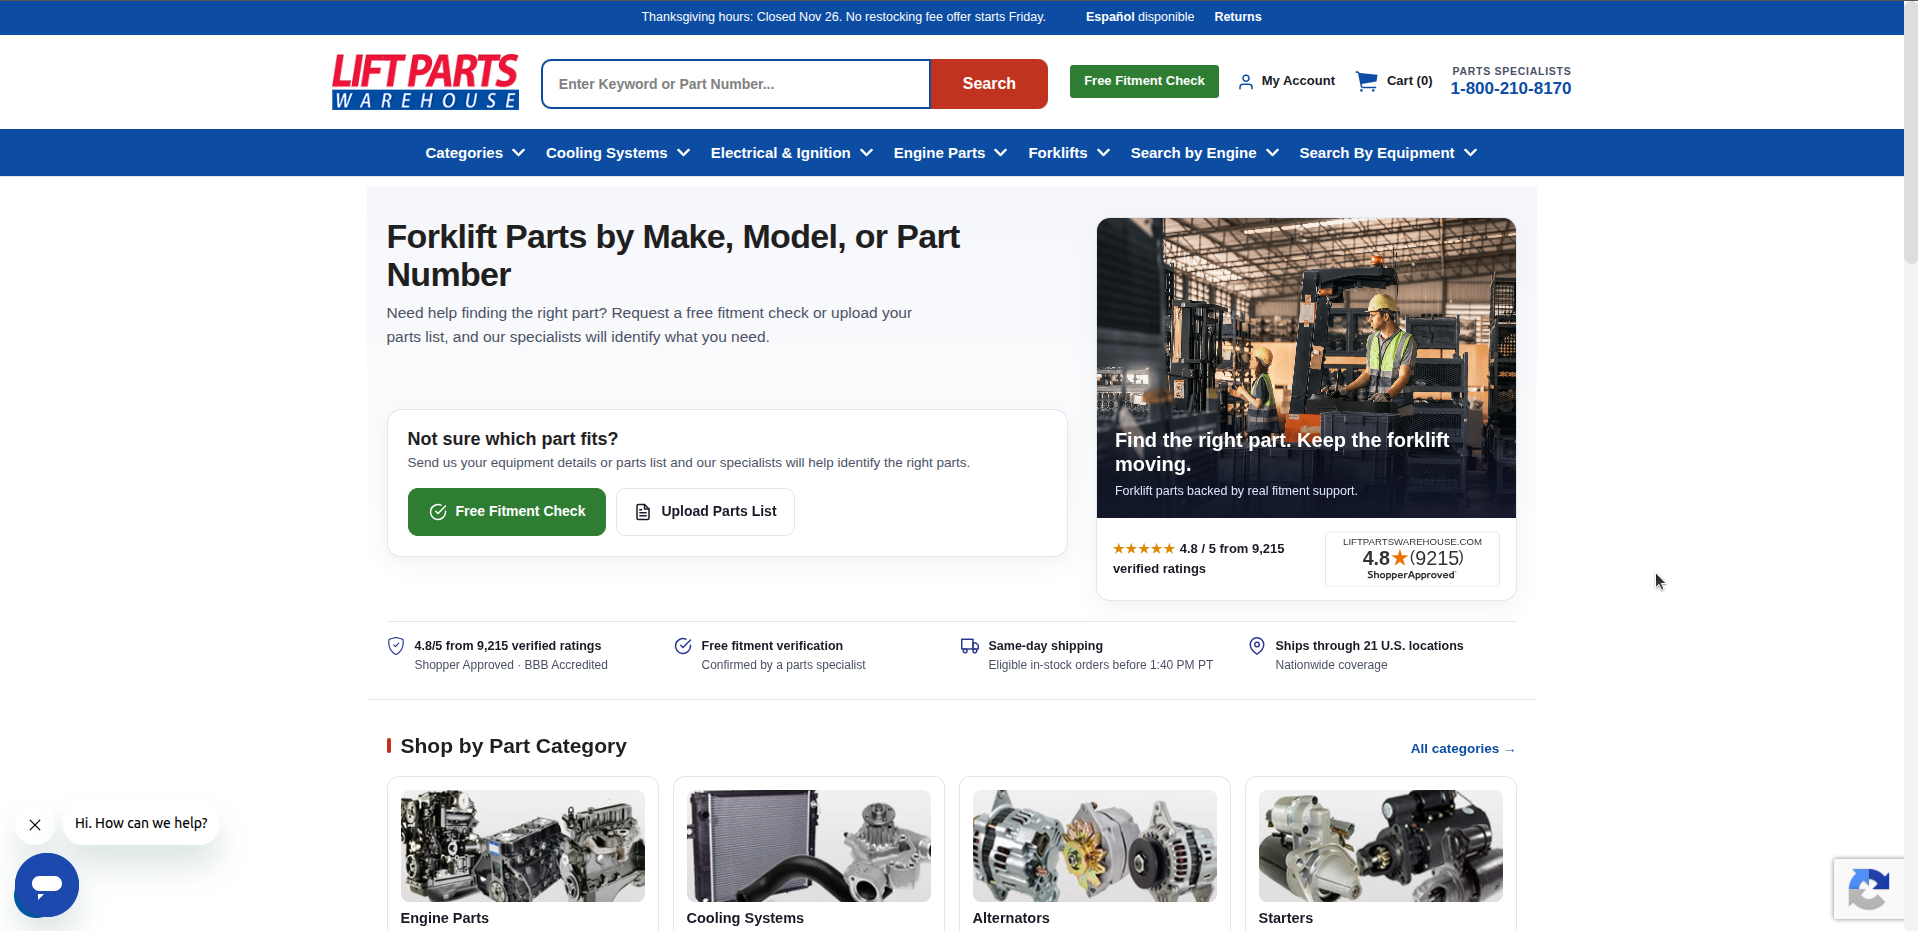 Thanksgiving hours: Closed Nov 26. No restocking fee offer starts Friday. Español disponible Returns
LIFT PARTS
WAREHOUSE
Enter Keyword or Part Number...
Search
Free Fitment Check
My Account
Cart (0)
PARTS SPECIALISTS
1-800-210-8170
Categories Cooling Systems Electrical & Ignition Engine Parts Forklifts Search by Engine Search By Equipment
Forklift Parts by Make, Model, or Part
Number
Need help finding the right part? Request a free fitment check or upload your
parts list, and our specialists will identify what you need.
Not sure which part fits?
Send us your equipment details or parts list and our specialists will help identify the right parts.
Free Fitment Check Upload Parts List
Find the right part. Keep the forklift
moving.
Forklift parts backed by real fitment support.
★★★★★ 4.8 / 5 from 9,215
verified ratings
LIFTPARTSWAREHOUSE.COM
4.8★(9215)
ShopperApproved
4.8/5 from 9,215 verified ratings
Shopper Approved · BBB Accredited
Free fitment verification
Confirmed by a parts specialist
Same-day shipping
Eligible in-stock orders before 1:40 PM PT
Ships through 21 U.S. locations
Nationwide coverage
Shop by Part Category
All categories →
Engine Parts
Cooling Systems
Alternators
Starters
Hi. How can we help?